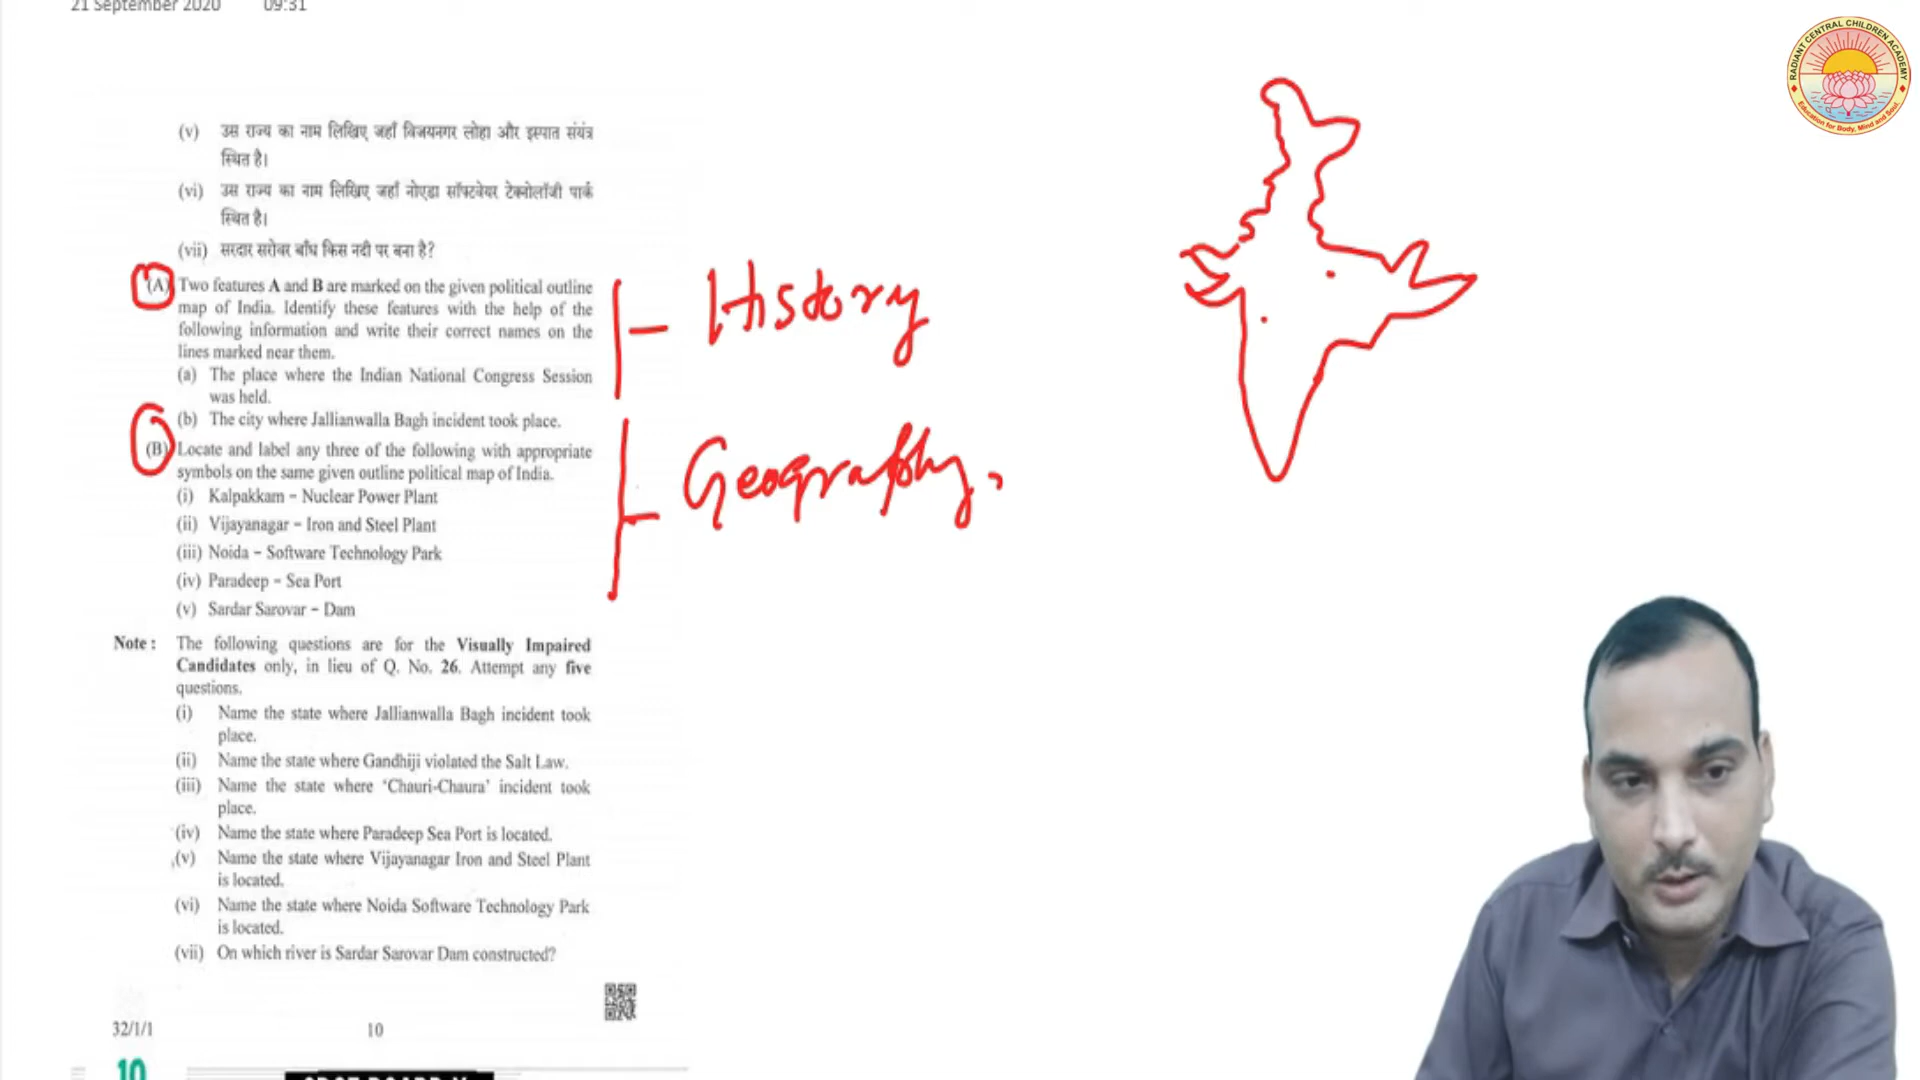 21 September 2020 09:31
RADIANT CENTRAL CHILDREN ACADEMY
Education for Body, Mind and Soul
(v) उस राज्य का नाम लिखिए जहाँ विजयनगर लोहा और इस्पात संयंत्र
स्थित है।
(vi) उस राज्य का नाम लिखिए जहाँ नोएडा सॉफ्टवेयर टेक्नोलॉजी पार्क
स्थित है।
(vii) सरदार सरोवर बाँध किस नदी पर बना है?
(A) Two features A and B are marked on the given political outline
map of India. Identify these features with the help of the
following information and write their correct names on the
lines marked near them.
(a) The place where the Indian National Congress Session
was held.
(b) The city where Jallianwalla Bagh incident took place.
History
(B) Locate and label any three of the following with appropriate
symbols on the same given outline political map of India.
(i) Kalpakkam – Nuclear Power Plant
(ii) Vijayanagar – Iron and Steel Plant
(iii) Noida – Software Technology Park
(iv) Paradeep – Sea Port
(v) Sardar Sarovar – Dam
Geography,
Note : The following questions are for the Visually Impaired
Candidates only, in lieu of Q. No. 26. Attempt any five
questions.
(i) Name the state where Jallianwalla Bagh incident took
place.
(ii) Name the state where Gandhiji violated the Salt Law.
(iii) Name the state where ‘Chauri-Chaura’ incident took
place.
(iv) Name the state where Paradeep Sea Port is located.
(v) Name the state where Vijayanagar Iron and Steel Plant
is located.
(vi) Name the state where Noida Software Technology Park
is located.
(vii) On which river is Sardar Sarovar Dam constructed?
32/1/1 10
10